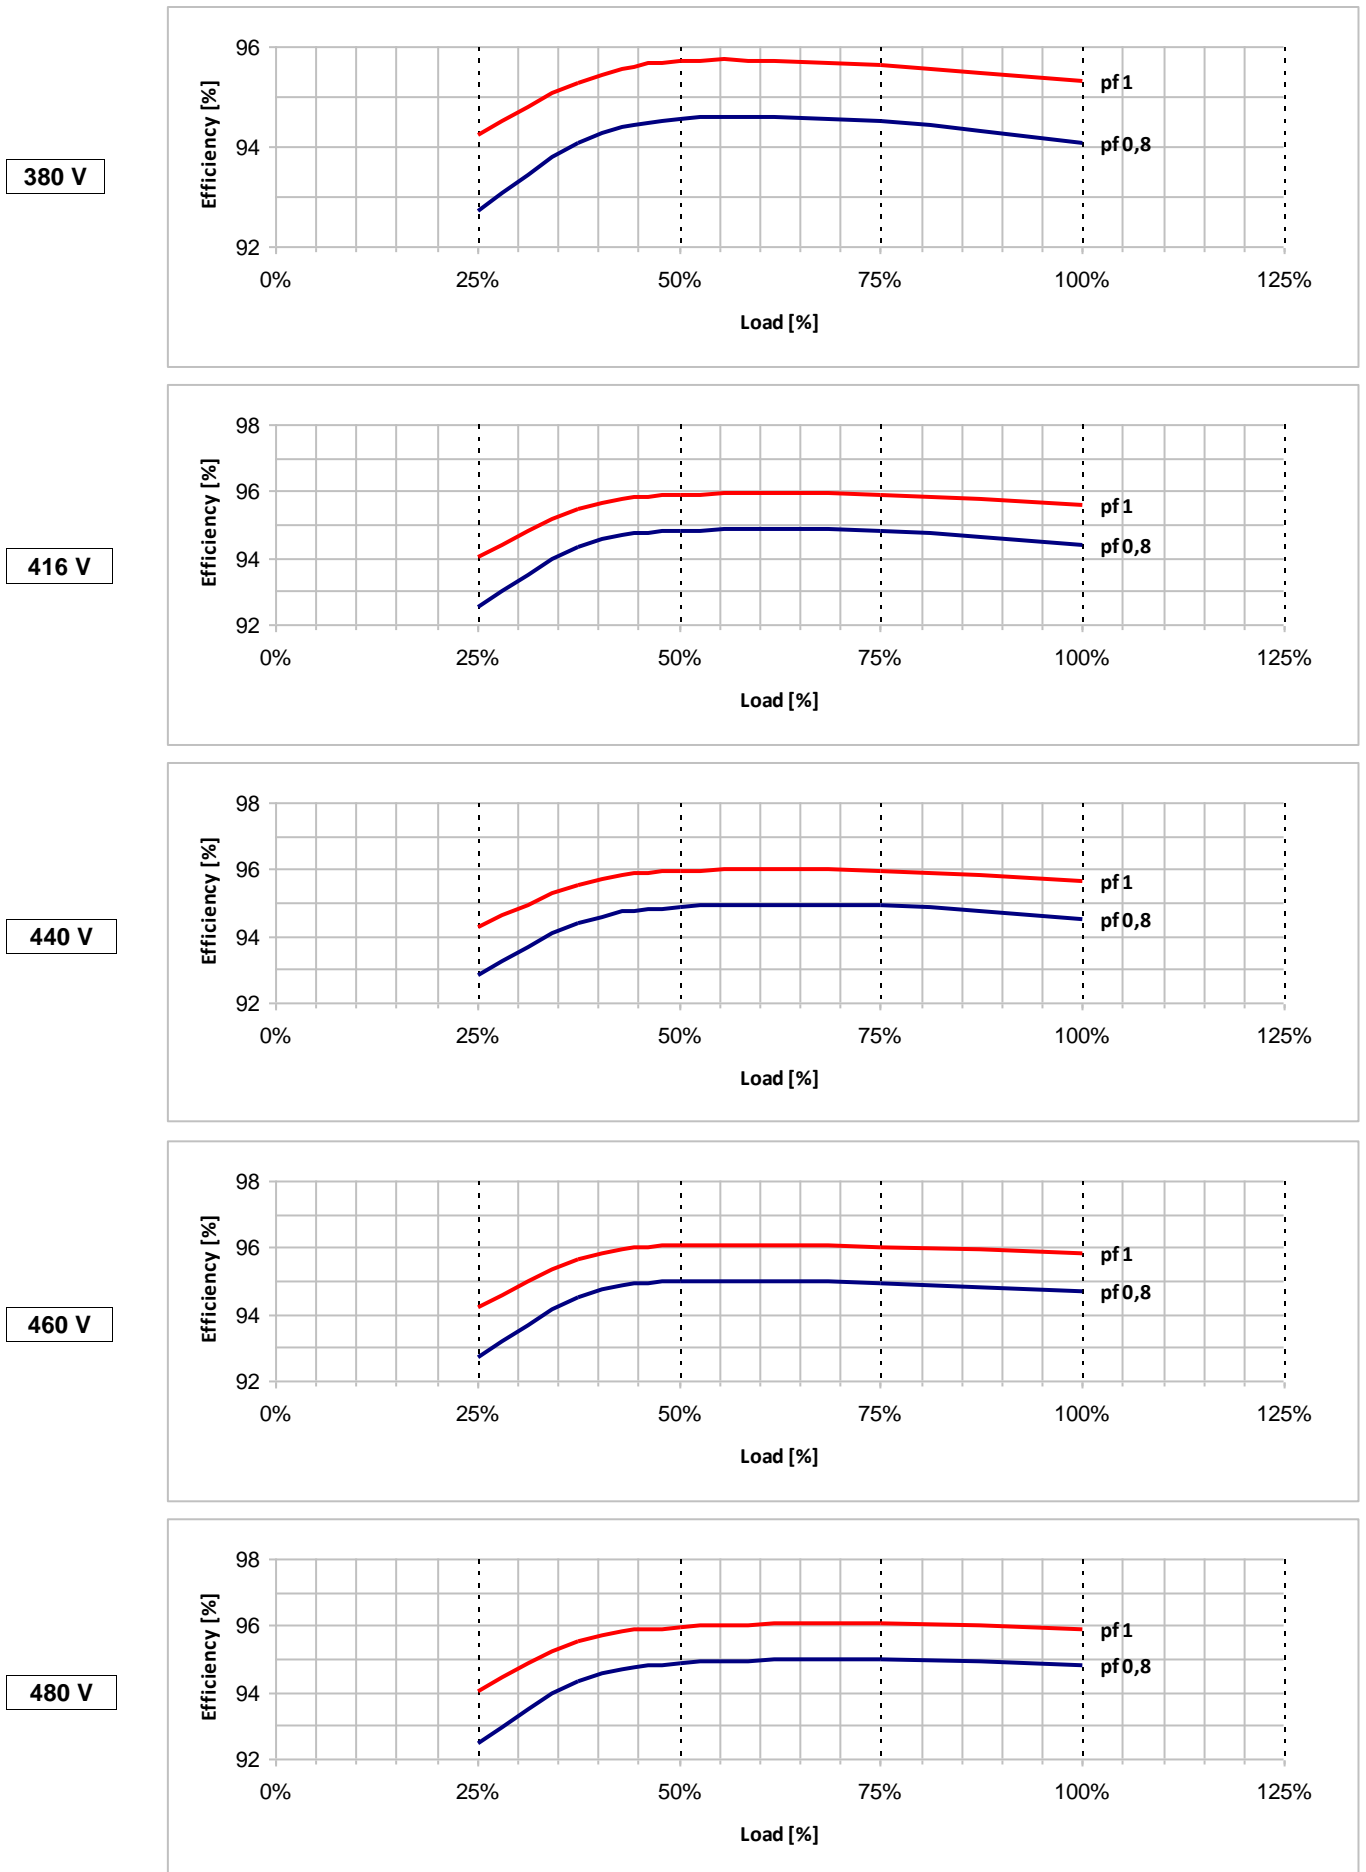 380 V
Efficiency [%]
96
94
92
pf 1
pf 0,8
0% 25% 50% 75% 100% 125%
Load [%]
416 V
Efficiency [%]
98
96
94
92
pf 1
pf 0,8
0% 25% 50% 75% 100% 125%
Load [%]
440 V
Efficiency [%]
98
96
94
92
pf 1
pf 0,8
0% 25% 50% 75% 100% 125%
Load [%]
460 V
Efficiency [%]
98
96
94
92
pf 1
pf 0,8
0% 25% 50% 75% 100% 125%
Load [%]
480 V
Efficiency [%]
98
96
94
92
pf 1
pf 0,8
0% 25% 50% 75% 100% 125%
Load [%]